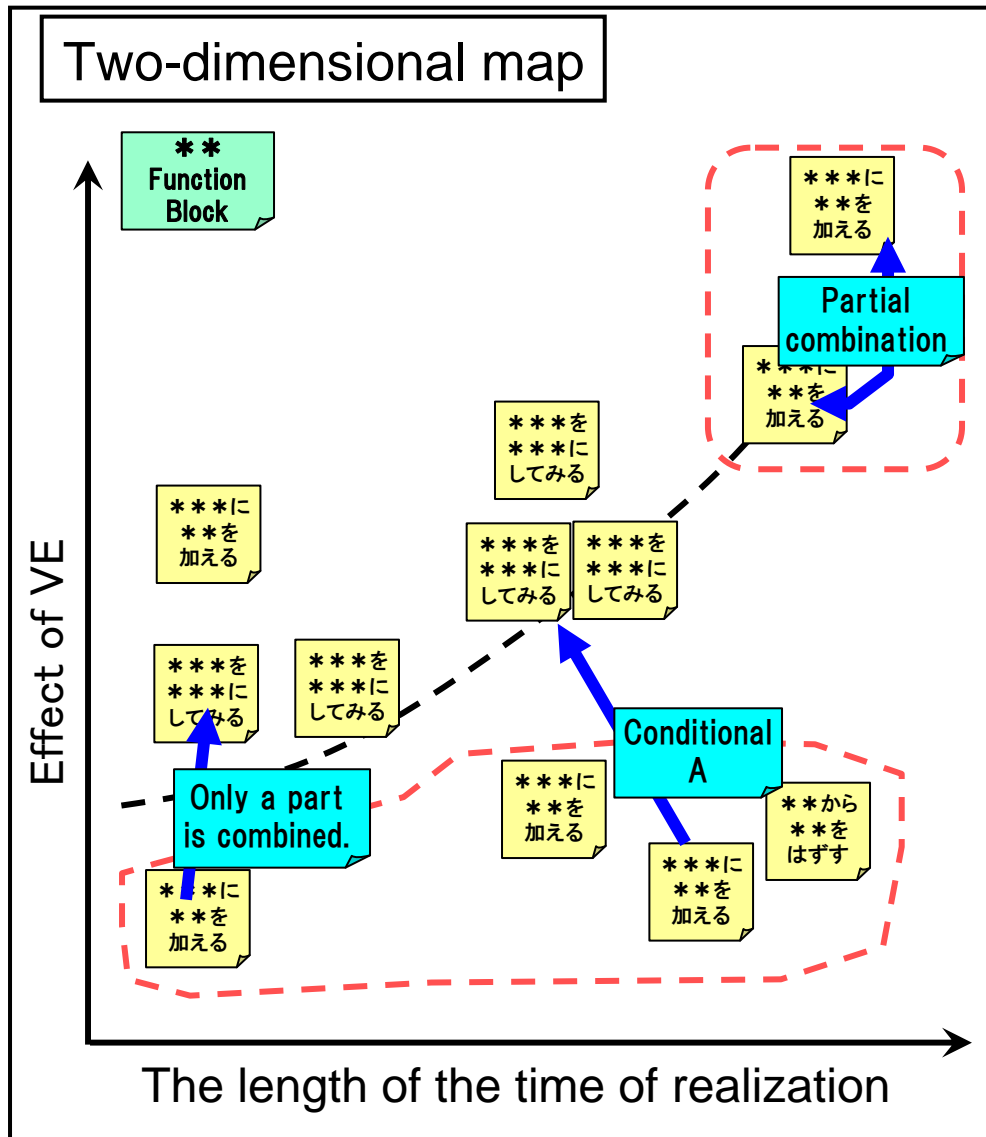 Two-dimensional map
**
Function
Block
***に
**を
加える
Partial
combination
***に
**を
加える
***を
***に
してみる
***に
**を
加える
***を
***に
してみる
***を
***に
してみる
***を
***に
してみる
***を
***に
してみる
Conditional
A
Only a part
is combined.
***に
**を
加える
**から
**を
はずす
***に
**を
加える
***に
**を
加える
Effect of VE
The length of the time of realization